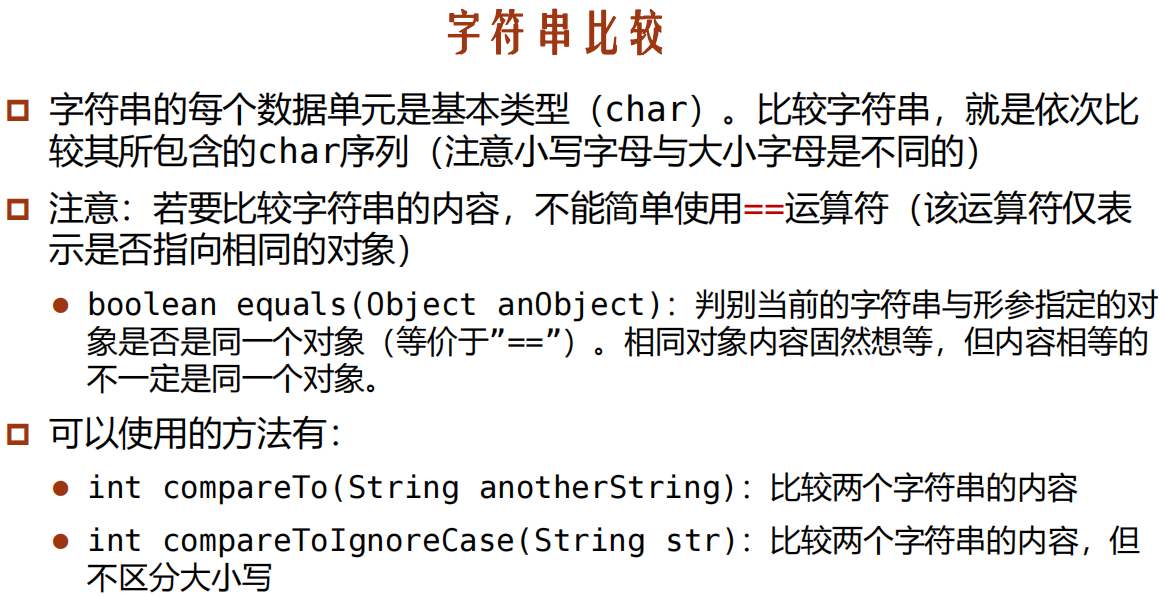 字符串比较
字符串的每个数据单元是基本类型（char）。比较字符串，就是依次比
较其所包含的char序列（注意小写字母与大小字母是不同的）
注意：若要比较字符串的内容，不能简单使用==运算符（该运算符仅表
示是否指向相同的对象）
boolean equals(Object anObject)：判别当前的字符串与形参指定的对
象是否是同一个对象（等价于”==”）。相同对象内容固然想等，但内容相等的
不一定是同一个对象。
可以使用的方法有：
int compareTo(String anotherString)：比较两个字符串的内容
int compareToIgnoreCase(String str)：比较两个字符串的内容，但
不区分大小写